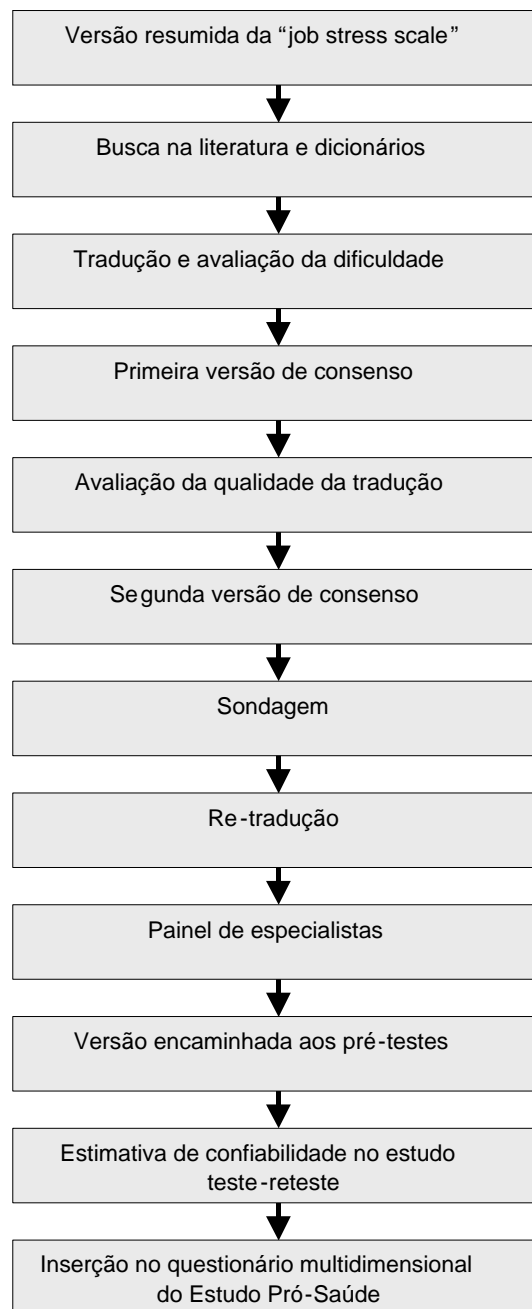 Versão resumida da “job stress scale”
Busca na literatura e dicionários
Tradução e avaliação da dificuldade
Primeira versão de consenso
Avaliação da qualidade da tradução
Segunda versão de consenso
Sondagem
Re-tradução
Painel de especialistas
Versão encaminhada aos pré-testes
Estimativa de confiabilidade no estudo
teste-reteste
Inserção no questionário multidimensional
do Estudo Pró-Saúde